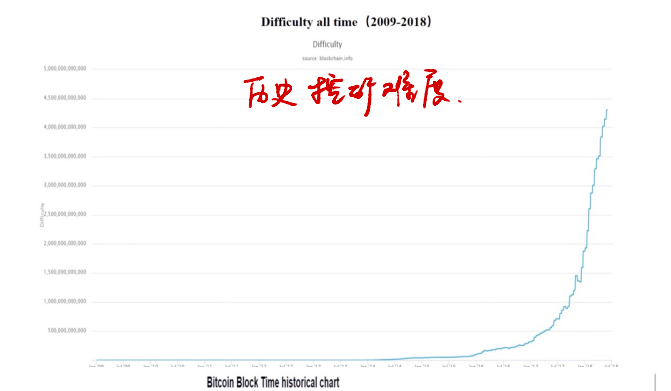 Difficulty all time（2009-2018）
Difficulty
source: blockchain.info
历史挖矿难度.
5,000,000,000,000
4,500,000,000,000
4,000,000,000,000
3,500,000,000,000
3,000,000,000,000
2,500,000,000,000
2,000,000,000,000
1,500,000,000,000
1,000,000,000,000
500,000,000,000
Difficulty
Bitcoin Block Time historical chart